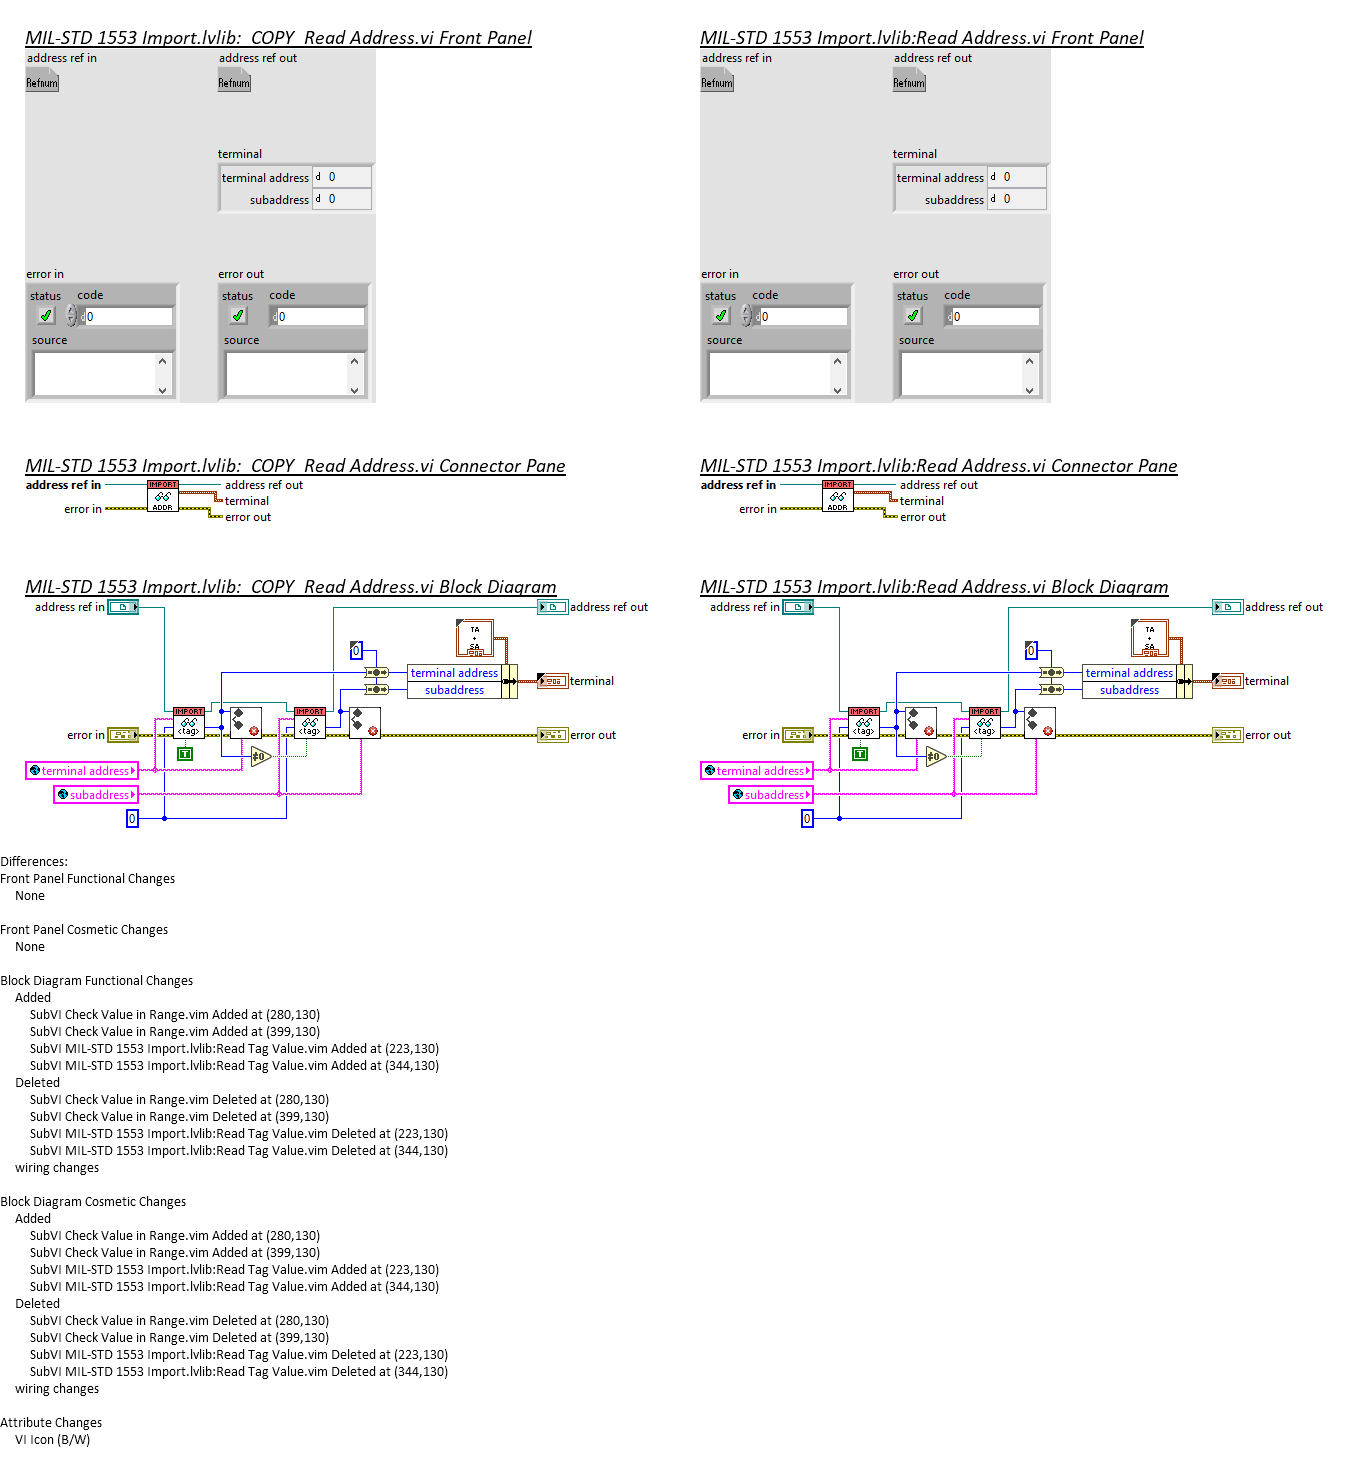 MIL-STD 1553 Import.lvlib:_COPY_Read Address.vi Front Panel
address ref in
address ref out
Refnum
Refnum
terminal
terminal address d 0
subaddress d 0
error in
error out
status code
status code
d 0
d 0
source
source
MIL-STD 1553 Import.lvlib:Read Address.vi Front Panel
address ref in
address ref out
Refnum
Refnum
terminal
terminal address d 0
subaddress d 0
error in
error out
status code
status code
d 0
d 0
source
source
MIL-STD 1553 Import.lvlib:_COPY_Read Address.vi Connector Pane
address ref in
IMPORT
address ref out
terminal
error in
ADDR
error out
MIL-STD 1553 Import.lvlib:Read Address.vi Connector Pane
address ref in
IMPORT
address ref out
terminal
error in
ADDR
error out
MIL-STD 1553 Import.lvlib:_COPY_Read Address.vi Block Diagram
address ref in
address ref out
TA
+
SA
0
terminal address
subaddress
terminal
IMPORT
<tag>
IMPORT
<tag>
error in
error out
T
≠0
terminal address
subaddress
0
MIL-STD 1553 Import.lvlib:Read Address.vi Block Diagram
address ref in
address ref out
TA
+
SA
0
terminal address
subaddress
terminal
IMPORT
<tag>
IMPORT
<tag>
error in
error out
T
≠0
terminal address
subaddress
0
Differences:
Front Panel Functional Changes
None
Front Panel Cosmetic Changes
None
Block Diagram Functional Changes
Added
SubVI Check Value in Range.vim Added at (280,130)
SubVI Check Value in Range.vim Added at (399,130)
SubVI MIL-STD 1553 Import.lvlib:Read Tag Value.vim Added at (223,130)
SubVI MIL-STD 1553 Import.lvlib:Read Tag Value.vim Added at (344,130)
Deleted
SubVI Check Value in Range.vim Deleted at (280,130)
SubVI Check Value in Range.vim Deleted at (399,130)
SubVI MIL-STD 1553 Import.lvlib:Read Tag Value.vim Deleted at (223,130)
SubVI MIL-STD 1553 Import.lvlib:Read Tag Value.vim Deleted at (344,130)
wiring changes
Block Diagram Cosmetic Changes
Added
SubVI Check Value in Range.vim Added at (280,130)
SubVI Check Value in Range.vim Added at (399,130)
SubVI MIL-STD 1553 Import.lvlib:Read Tag Value.vim Added at (223,130)
SubVI MIL-STD 1553 Import.lvlib:Read Tag Value.vim Added at (344,130)
Deleted
SubVI Check Value in Range.vim Deleted at (280,130)
SubVI Check Value in Range.vim Deleted at (399,130)
SubVI MIL-STD 1553 Import.lvlib:Read Tag Value.vim Deleted at (223,130)
SubVI MIL-STD 1553 Import.lvlib:Read Tag Value.vim Deleted at (344,130)
wiring changes
Attribute Changes
VI Icon (B/W)